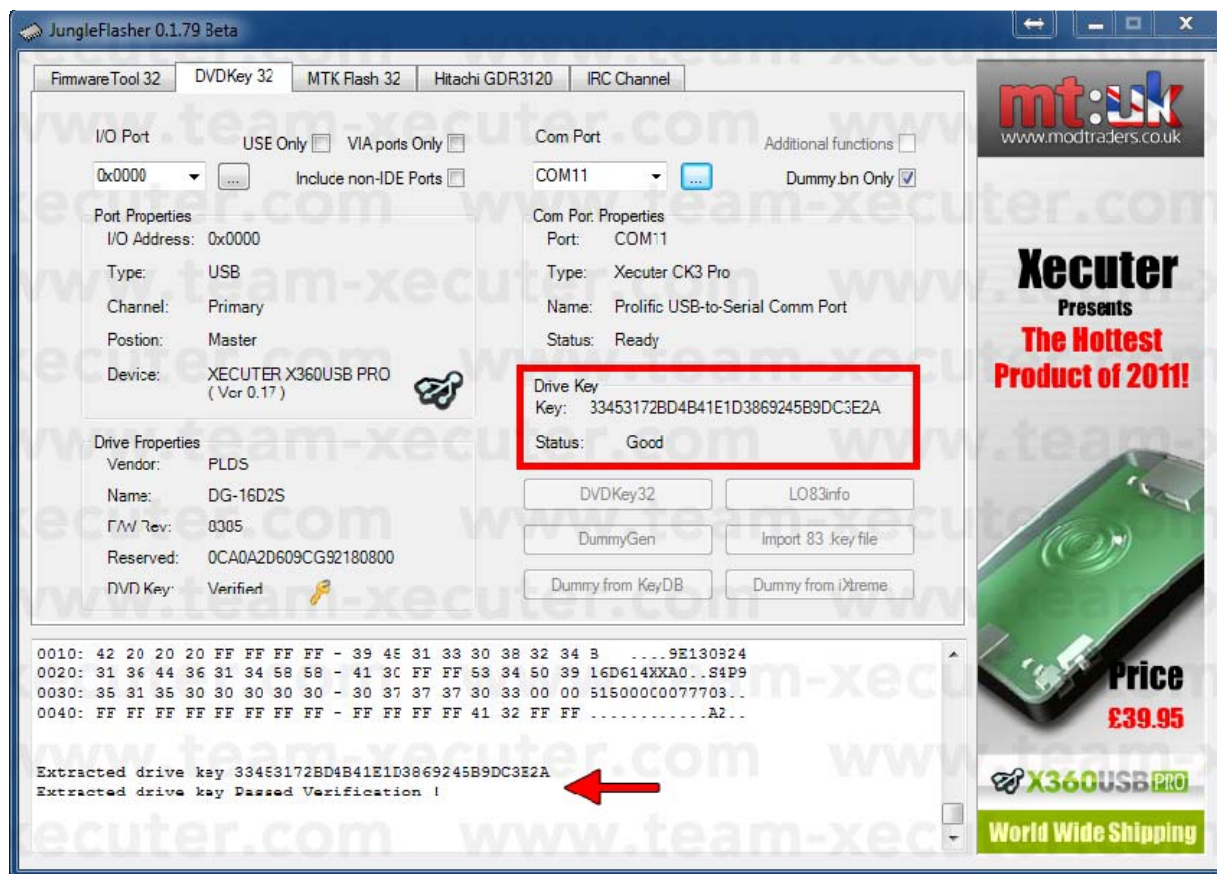 JungleFlasher 0.1.79 Beta
FirmwareTool 32 DVDKey 32 MTK Flash 32 Hitachi GDR3120 IRC Channel
I/O Port USE Only VIA ports Only
0x0000 ... Include non-IDE Ports
Port Properties
I/O Address: 0x0000
Type: USB
Channel: Primary
Postion: Master
Device: XECUTER X360USB PRO
( Ver 0.17 )
Drive Properties
Vendor: PLDS
Name: DG-16D2S
F/W Rev: 8385
Reserved: 0CA0A2D609CG92180800
DVD Key: Verified
Com Port Additional functions
COM11 ... Dummy.bin Only
Com Port Properties
Port: COM11
Type: Xecuter CK3 Pro
Name: Prolific USB-to-Serial Comm Port
Status: Ready
Drive Key
Key: 33453172BD4B41E1D3869245B9DC3E2A
Status: Good
DVDKey32 LO83info
DummyGen Import 83 .key file
Dummy from KeyDB Dummy from iXtreme
0010: 42 20 20 20 FF FF FF FF - 39 45 31 33 30 38 32 34 B ....9E130824
0020: 31 36 44 36 31 34 58 58 - 41 30 FF FF 53 34 50 39 16D614XXA0..S4P9
0030: 35 31 35 30 30 30 30 30 - 30 37 37 37 30 33 00 00 51500000077703..
0040: FF FF FF FF FF FF FF FF - FF FF FF FF 41 32 FF FF ............A2..
Extracted drive key 33453172BD4B41E1D3869245B9DC3E2A
Extracted drive key Passed Verification !
mt:uk
www.modtraders.co.uk
Xecuter
Presents
The Hottest
Product of 2011!
Price
£39.95
X360USB PRO
World Wide Shipping
www.team-xecuter.com